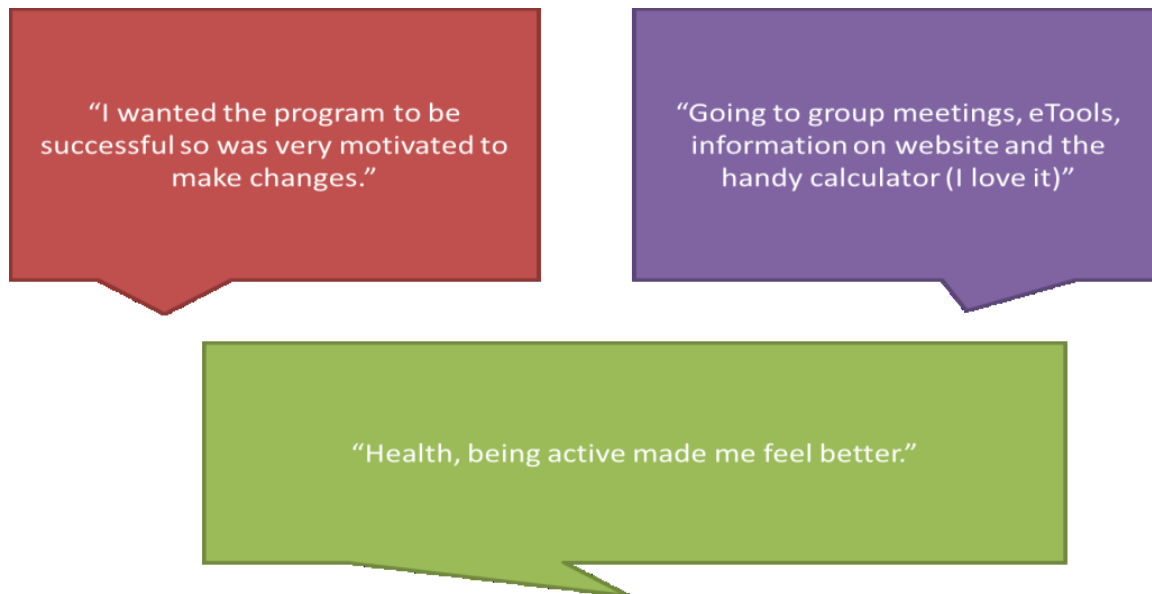 “I wanted the program to be
successful so was very motivated to
make changes.”
“Going to group meetings, eTools,
information on website and the
handy calculator (I love it)”
“Health, being active made me feel better.”